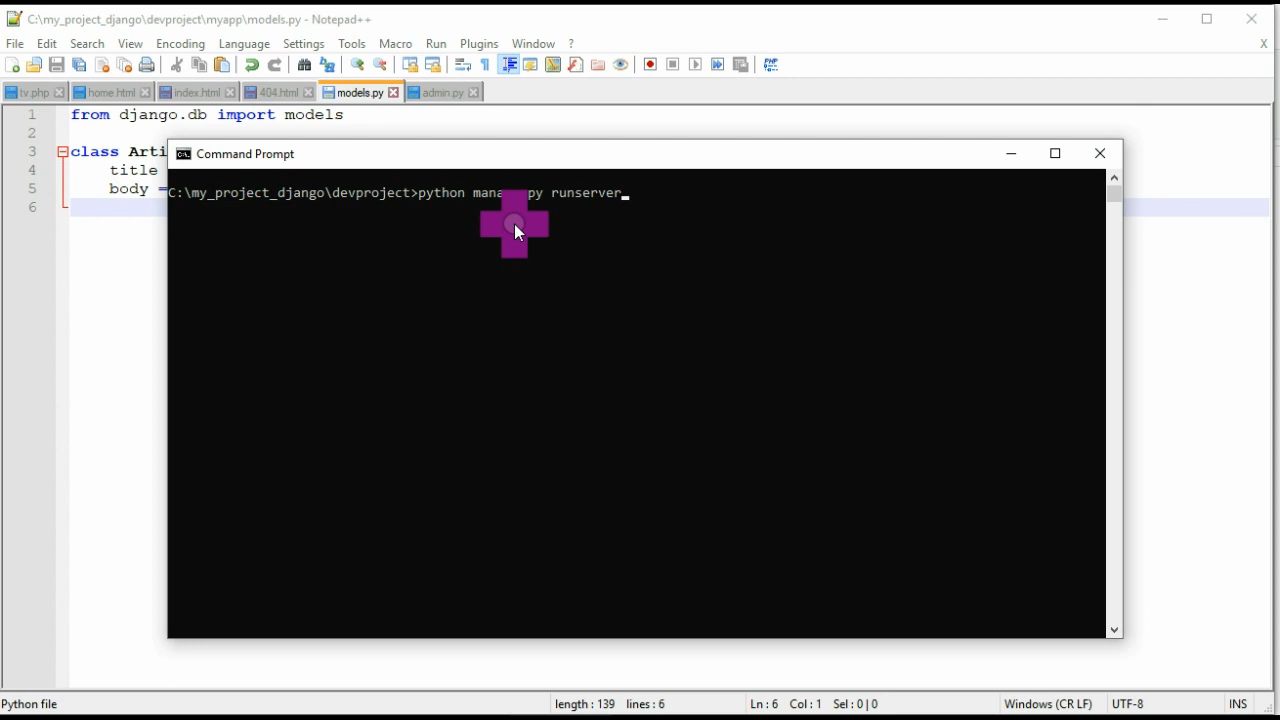 C:\my_project_django\devproject\myapp\models.py - Notepad++
File Edit Search View Encoding Language Settings Tools Macro Run Plugins Window ? X
tv.php home.html index.html 404.html models.py admin.py
1 from django.db import models
2
3 class Arti
4 title
5 body =
6
Command Prompt
C:\my_project_django\devproject>python mana py runserver_
Python file length : 139 lines : 6 Ln : 6 Col : 1 Sel : 0 | 0 Windows (CR LF) UTF-8 INS